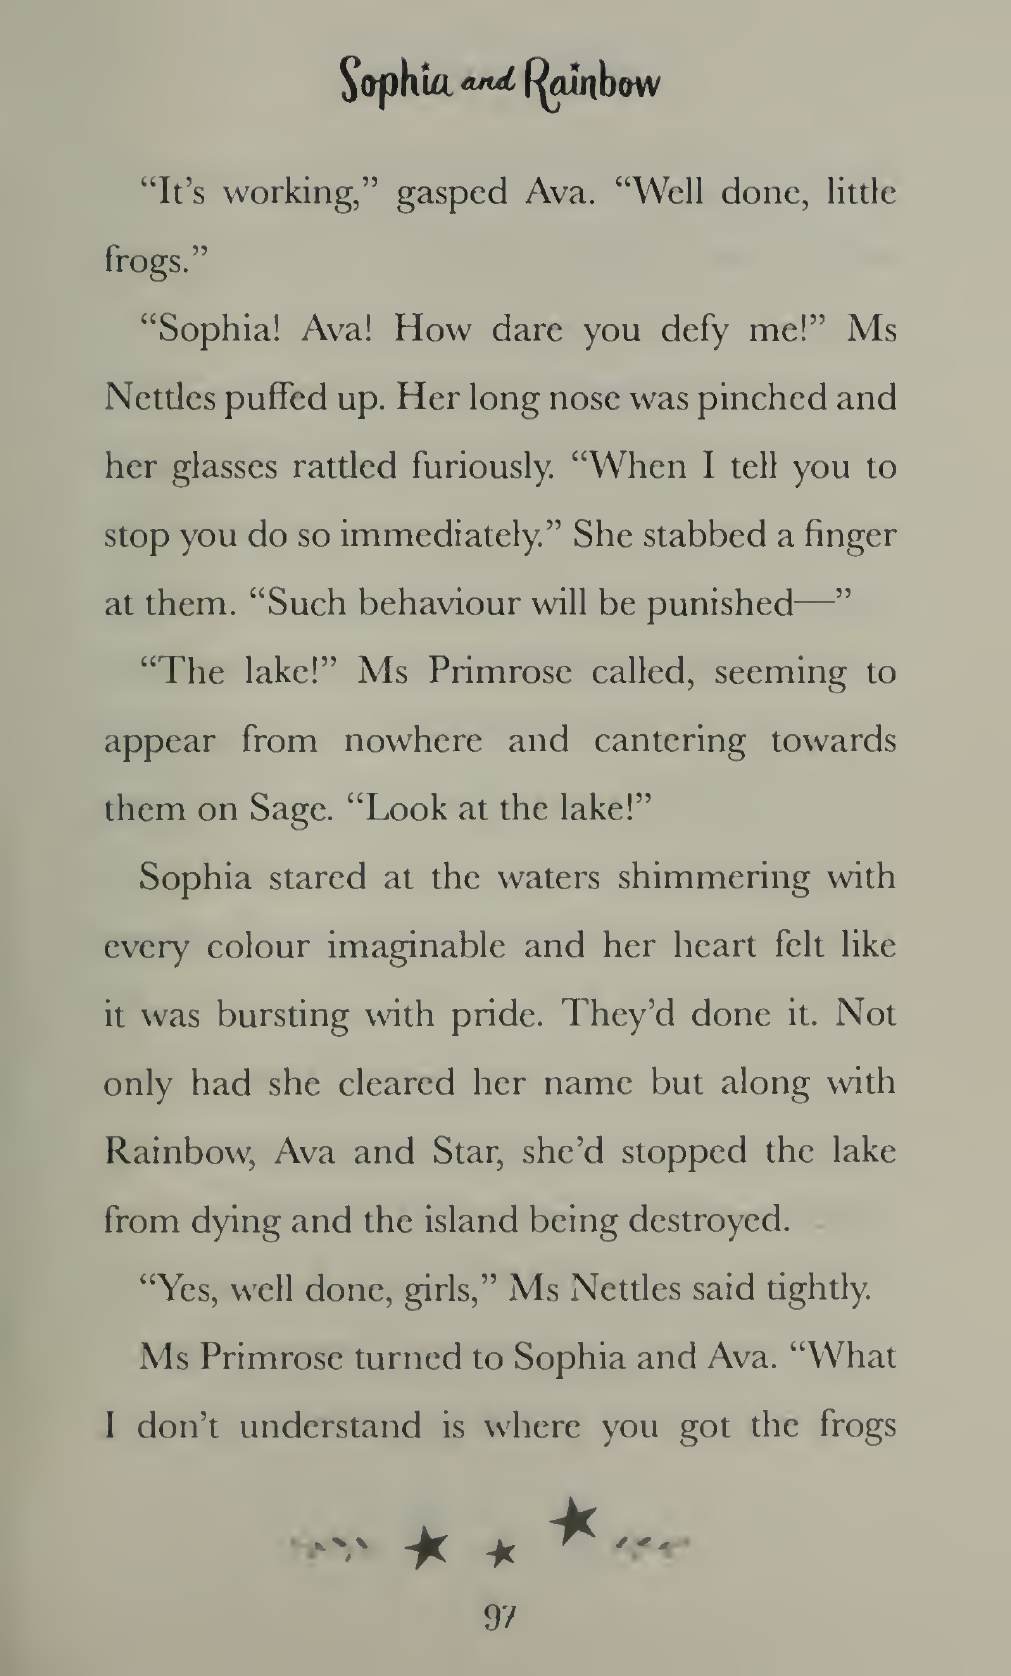 Sophia and Rainbow
“It’s working,” gasped Ava. “Well done, little
frogs.”
“Sophia! Ava! How dare you defy me!” Ms
Nettles puffed up. Her long nose was pinched and
her glasses rattled furiously. “When I tell you to
stop you do so immediately.” She stabbed a finger
at them. “Such behaviour will be punished—”
“The lake!” Ms Primrose called, seeming to
appear from nowhere and cantering towards
them on Sage. “Look at the lake!”
Sophia stared at the waters shimmering with
every colour imaginable and her heart felt like
it was bursting with pride. They’d done it. Not
only had she cleared her name but along with
Rainbow, Ava and Star, she’d stopped the lake
from dying and the island being destroyed.
“Yes, well done, girls,” Ms Nettles said tightly.
Ms Primrose turned to Sophia and Ava. “What
I don’t understand is where you got the frogs
97